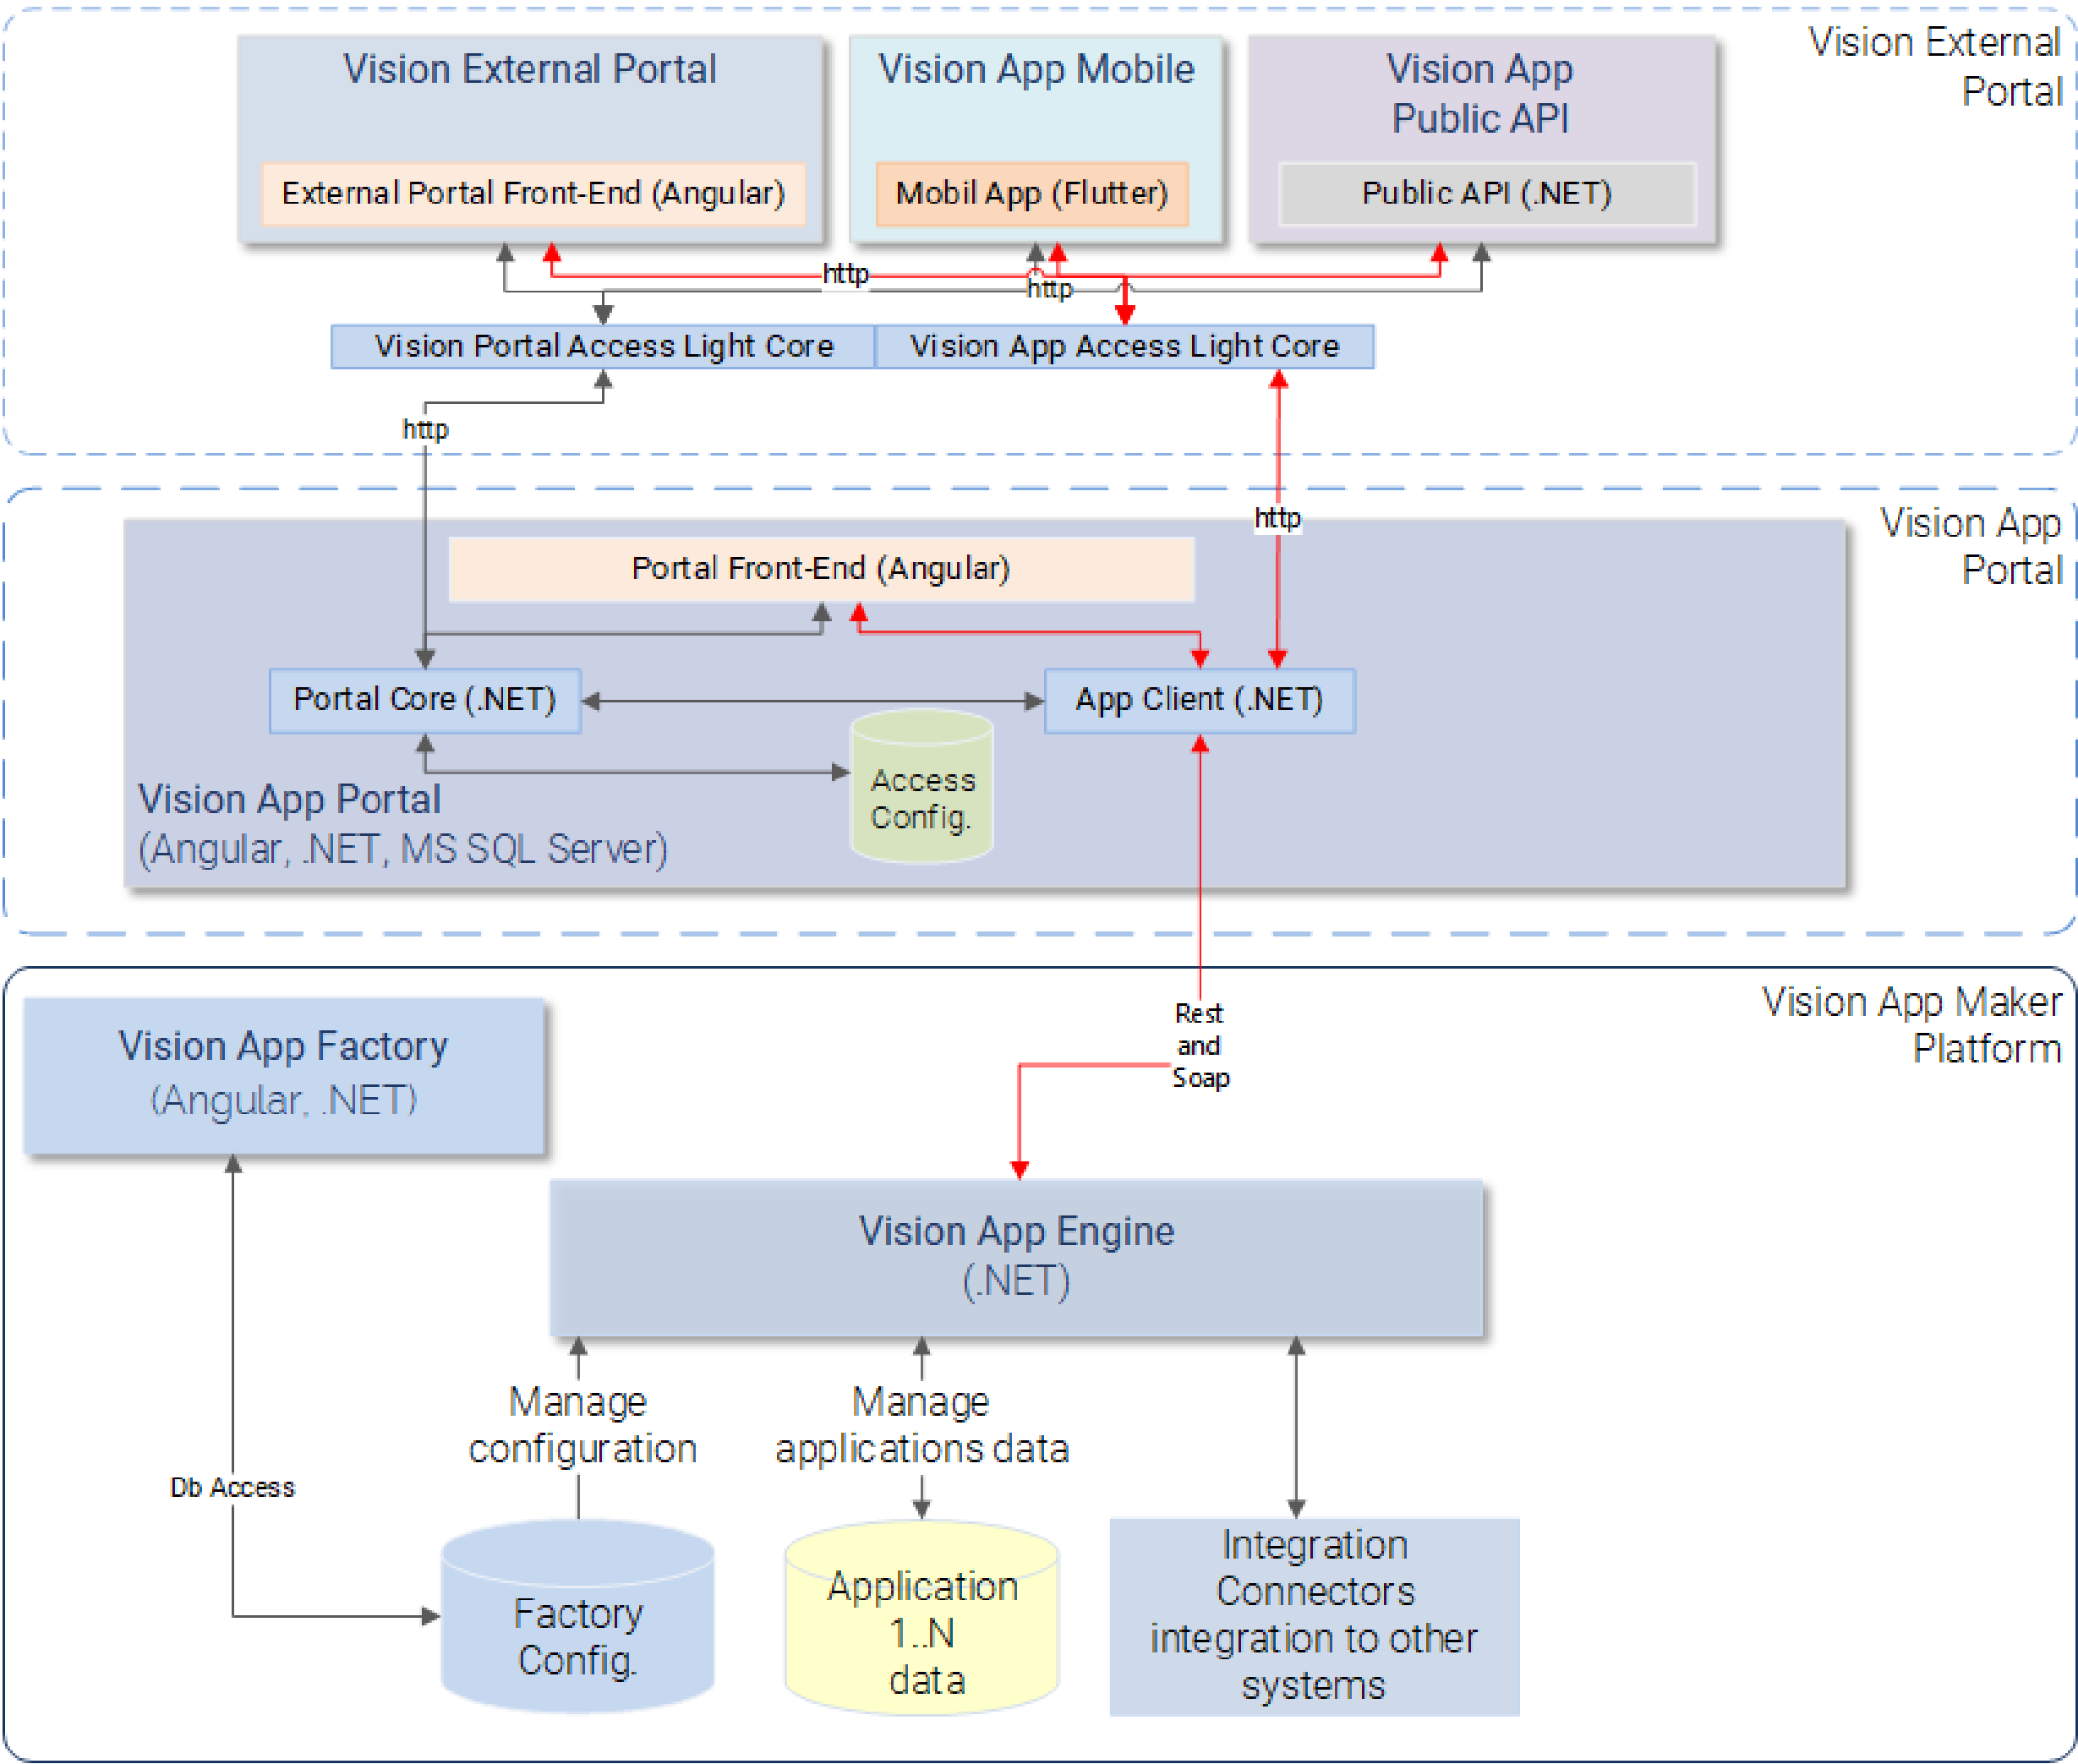 Vision External
Portal
Vision External Portal
External Portal Front-End (Angular)
Vision App Mobile
Mobil App (Flutter)
Vision App
Public API
Public API (.NET)
http
http
Vision Portal Access Light Core
Vision App Access Light Core
http
http
Vision App
Portal
Portal Front-End (Angular)
Portal Core (.NET)
App Client (.NET)
Access
Config.
Vision App Portal
(Angular, .NET, MS SQL Server)
Vision App Maker
Platform
Vision App Factory
(Angular, .NET)
Rest
and
Soap
Vision App Engine
(.NET)
Manage
configuration
Manage
applications data
Db Access
Factory
Config.
Application
1..N
data
Integration
Connectors
integration to other
systems